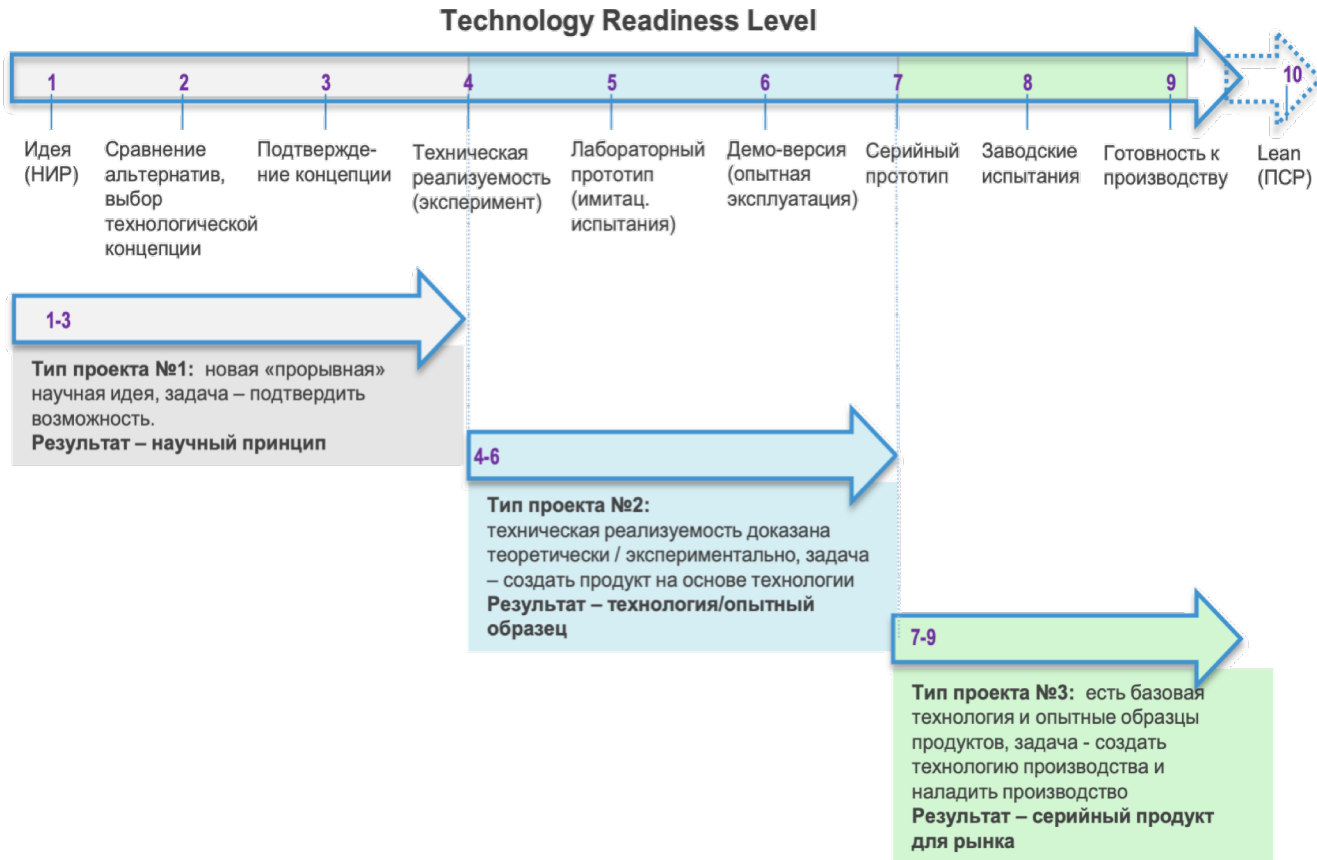 Technology Readiness Level
1 2 3 4 5 6 7 8 9 10
Идея
(НИР)
Сравнение
альтернатив,
выбор
технологической
концепции
Подтвержде-
ние концепции
Техническая
реализуемость
(эксперимент)
Лабораторный
прототип
(имитац.
испытания)
Демо-версия
(опытная
эксплуатация)
Серийный
прототип
Заводские
испытания
Готовность к
производству
Lean
(ПСР)
1-3
Тип проекта №1: новая «прорывная»
научная идея, задача – подтвердить
возможность.
Результат – научный принцип
4-6
Тип проекта №2:
техническая реализуемость доказана
теоретически / экспериментально, задача
– создать продукт на основе технологии
Результат – технология/опытный
образец
7-9
Тип проекта №3: есть базовая
технология и опытные образцы
продуктов, задача - создать
технологию производства и
наладить производство
Результат – серийный продукт
для рынка